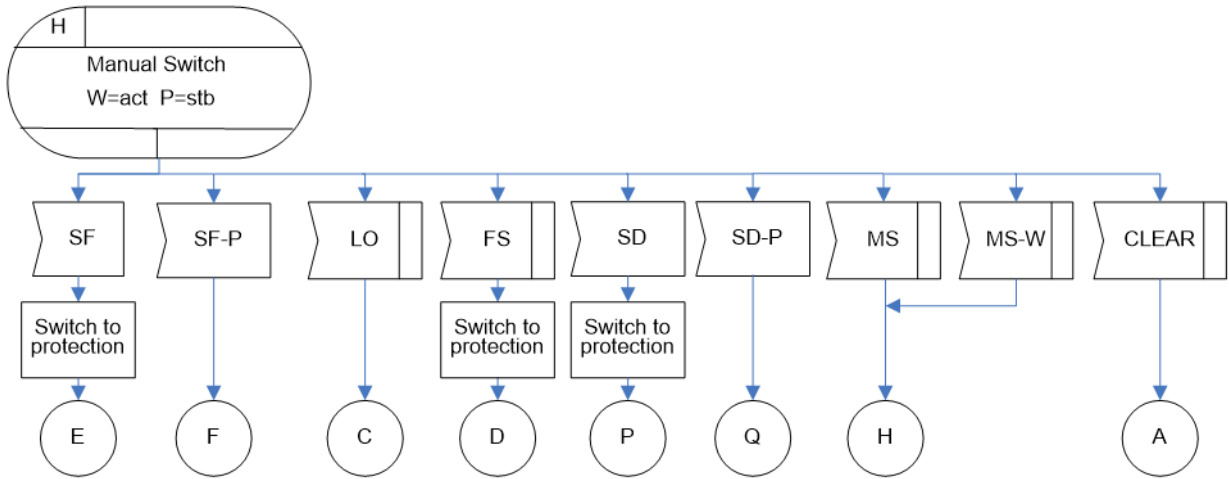 H
Manual Switch
W=act P=stb
SF
SF-P
LO
FS
SD
SD-P
MS
MS-W
CLEAR
Switch to
protection
Switch to
protection
Switch to
protection
E
F
C
D
P
Q
H
A